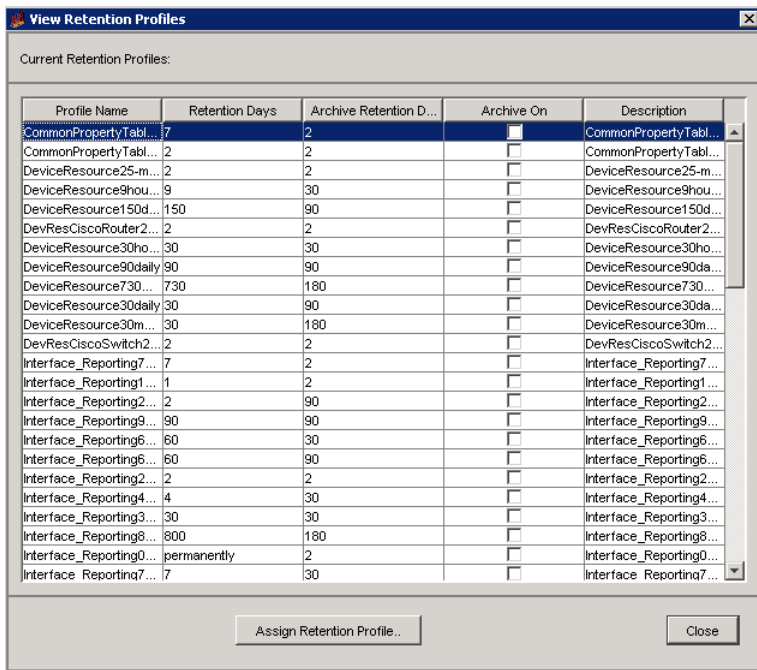 View Retention Profiles
Current Retention Profiles:
Profile Name Retention Days Archive Retention D... Archive On Description
CommonPropertyTabl... 7 2 CommonPropertyTabl...
CommonPropertyTabl... 2 2 CommonPropertyTabl...
DeviceResource25-m... 2 2 DeviceResource25-m...
DeviceResource9hou... 9 30 DeviceResource9hou...
DeviceResource150d... 150 90 DeviceResource150d...
DevResCiscoRouter2... 2 2 DevResCiscoRouter2...
DeviceResource30ho... 30 30 DeviceResource30ho...
DeviceResource90daily 90 90 DeviceResource90da...
DeviceResource730... 730 180 DeviceResource730...
DeviceResource30daily 30 90 DeviceResource30da...
DeviceResource30m... 30 180 DeviceResource30m...
DevResCiscoSwitch2... 2 2 DevResCiscoSwitch2...
Interface_Reporting7... 7 2 Interface_Reporting7...
Interface_Reporting1... 1 2 Interface_Reporting1...
Interface_Reporting2... 2 90 Interface_Reporting2...
Interface_Reporting9... 90 90 Interface_Reporting9...
Interface_Reporting6... 60 30 Interface_Reporting6...
Interface_Reporting6... 60 90 Interface_Reporting6...
Interface_Reporting2... 2 2 Interface_Reporting2...
Interface_Reporting4... 4 30 Interface_Reporting4...
Interface_Reporting3... 30 30 Interface_Reporting3...
Interface_Reporting8... 800 180 Interface_Reporting8...
Interface_Reporting0... permanently 2 Interface_Reporting0...
Interface_Reporting7... 7 30 Interface_Reporting7...
Assign Retention Profile.. Close